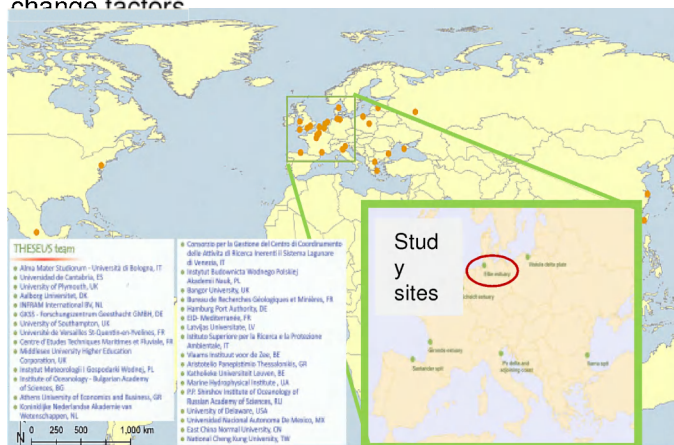 change factors
THESEUS team
Alma Mater Studiorum - Università di Bologna, IT
Universidad de Cantabria, ES
University of Plymouth, UK
Aalborg Universitet, DK
INFRAM International BV, NL
GKSS - Forschungszentrum Geesthacht GMBH, DE
University of Southampton, UK
Université de Versailles St-Quentin-en-Yvelines, FR
Centre d'Etudes Techniques Maritimes et Fluviale, FR
Middlesex University Higher Education
Corporation, UK
Instytut Meteorologii i Gospodarki Wodnej, PL
Institute of Oceanology - Bulgarian Academy
of Sciences, BG
Athens University of Economics and Business, GR
Koninklijke Nederlandse Akademie van
Wetenschappen, NL
Consorzio per la Gestione del Centro di Coordinamento
delle Attivita di Ricerca Inerenti il Sistema Lagunare
di Venezia, IT
Instytut Budownictwa Wodnego Polskiej
Akademii Nauk, PL
Bangor University, UK
Bureau de Recherches Géologiques et Minières, FR
Hamburg Port Authority, DE
EID- Mediterranée, FR
Latvijas Universitate, LV
Istituto Superiore per la Ricerca e la Protezione
Ambientale, IT
Vlaams Instituut voor de Zee, BE
Aristotelio Panepistimio Thessalonikis, GR
Katholieke Universiteit Leuven, BE
Marine Hydrophysical Institute, UA
P.P. Shirshov Institute of Oceanology of
Russian Academy of Sciences, RU
University of Delaware, USA
Universidad Nacional Autonoma De Mexico, MX
East China Normal University, CN
National Cheng Kung University, TW
N 0 250 500 1,000 km
Stud
y
sites
Elbe estuary
Vistula delta plain
Scheldt estuary
Gironde estuary
Santander spit
Po delta and
adjoining coast
Varna spit